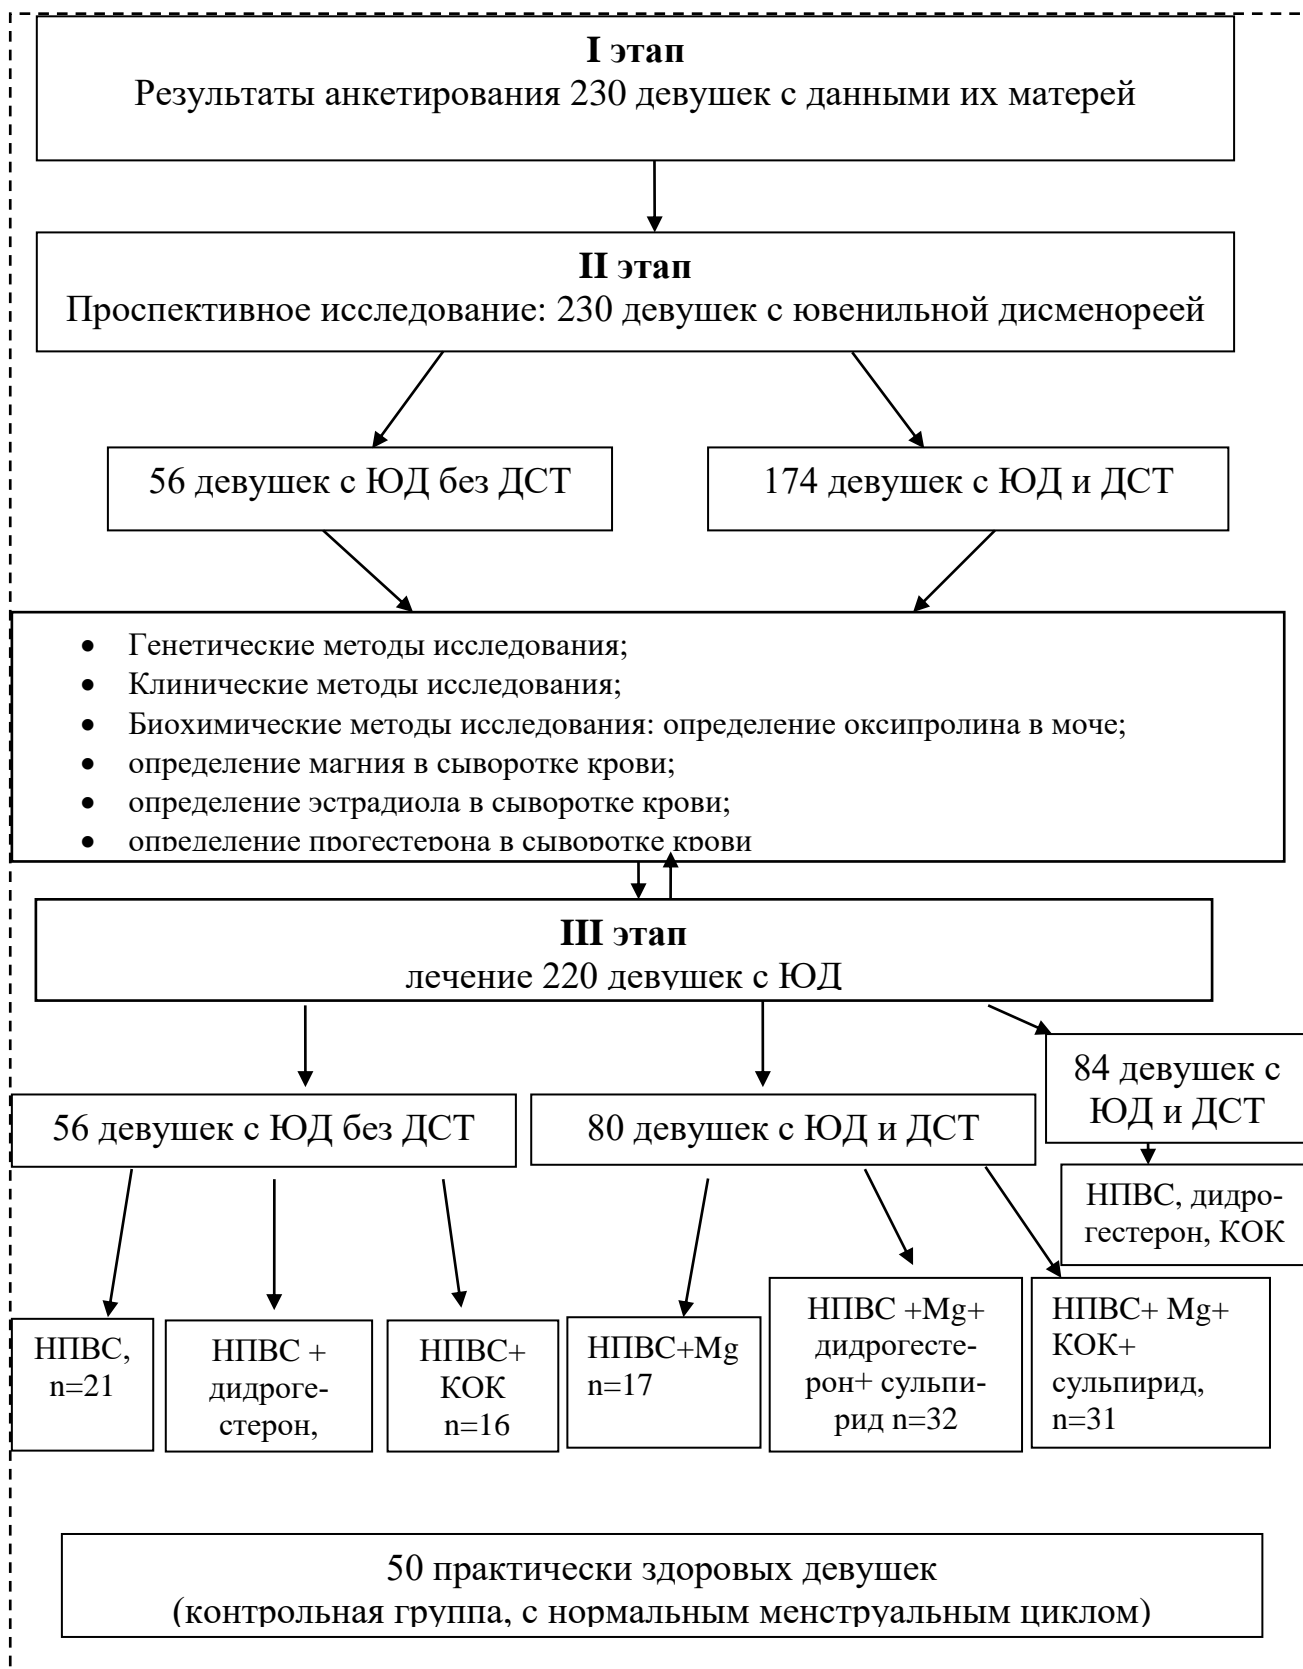 I этап
Результаты анкетирования 230 девушек с данными их матерей
II этап
Проспективное исследование: 230 девушек с ювенильной дисменореей
56 девушек с ЮД без ДСТ
174 девушек с ЮД и ДСТ
• Генетические методы исследования;
• Клинические методы исследования;
• Биохимические методы исследования: определение оксипролина в моче;
• определение магния в сыворотке крови;
• определение эстрадиола в сыворотке крови;
• определение прогестерона в сыворотке крови
III этап
лечение 220 девушек с ЮД
56 девушек с ЮД без ДСТ
80 девушек с ЮД и ДСТ
84 девушек с
ЮД и ДСТ
НПВС, дидро-
гестерон, КОК
НПВС,
n=21
НПВС +
дидроге-
стерон,
НПВС+
КОК
n=16
НПВС+Mg
n=17
НПВС +Mg+
дидрогесте-
рон+ сульпи-
рид n=32
НПВС+ Mg+
КОК+
сульпирид,
n=31
50 практически здоровых девушек
(контрольная группа, с нормальным менструальным циклом)